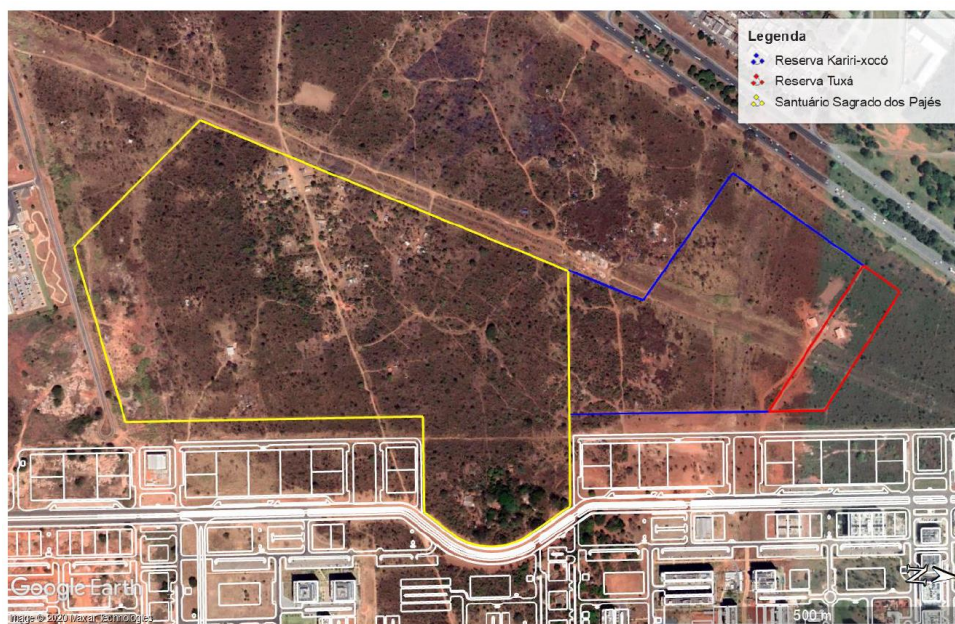 Legenda
Reserva Kariri-xocó
Reserva Tuxá
Santuário Sagrado dos Pajés
Google Earth
Image © 2020 Maxar Technologies
500 m
N